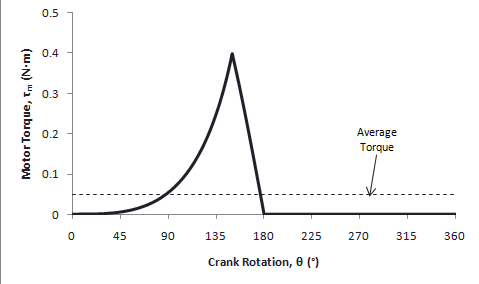 0.5
0.4
0.3
0.2
0.1
0
Motor Torque, τm (N·m)
Average
Torque
0 45 90 135 180 225 270 315 360
Crank Rotation, θ (°)